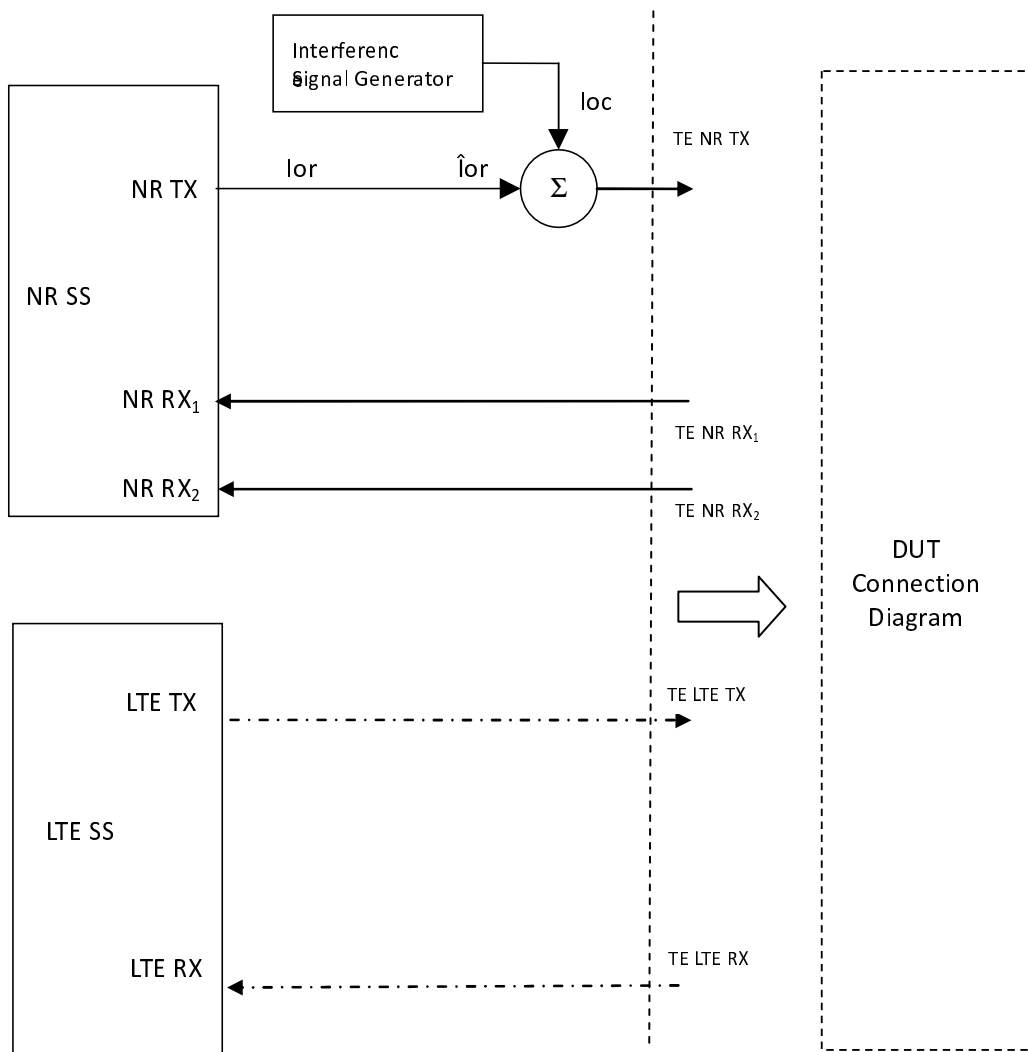 Interferenc
e
Signal Generator
Ioc
TE NR TX
Ior
Îor
NR TX
Σ
NR SS
NR RX₁
TE NR RX₁
NR RX₂
TE NR RX₂
DUT
Connection
Diagram
LTE TX
TE LTE TX
LTE SS
TE LTE RX
LTE RX